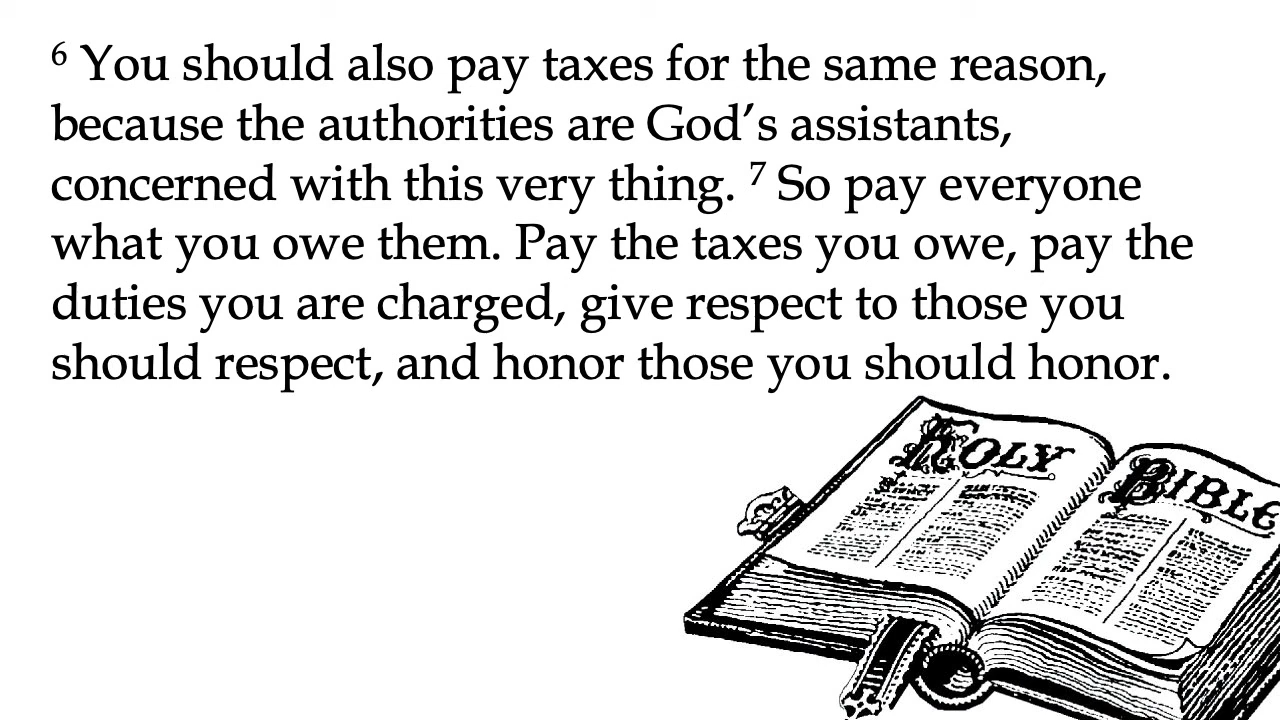 ⁶ You should also pay taxes for the same reason,
because the authorities are God’s assistants,
concerned with this very thing. ⁷ So pay everyone
what you owe them. Pay the taxes you owe, pay the
duties you are charged, give respect to those you
should respect, and honor those you should honor.
HOLY
BIBLE